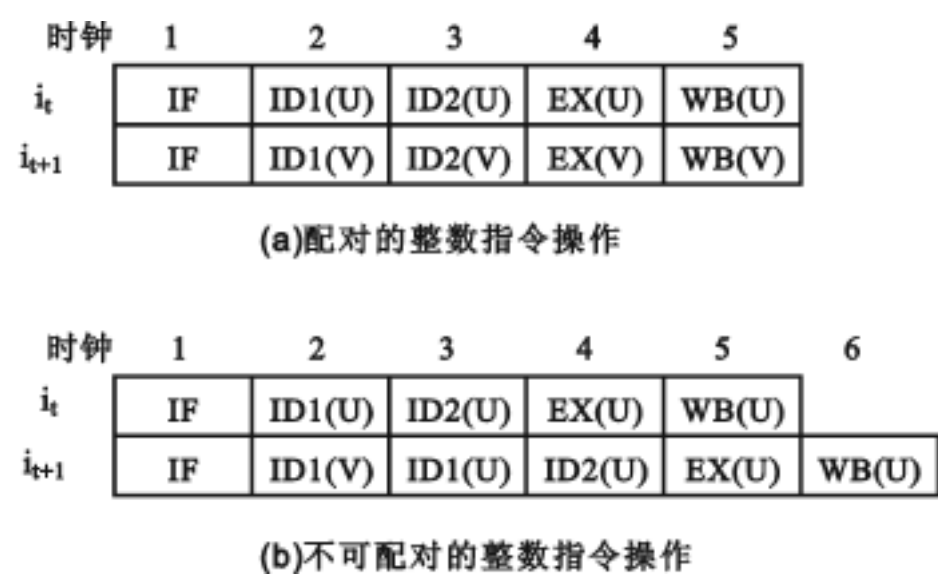 时钟 1 2 3 4 5
iₜ IF ID1(U) ID2(U) EX(U) WB(U)
iₜ₊₁ IF ID1(V) ID2(V) EX(V) WB(V)
(a)配对的整数指令操作
时钟 1 2 3 4 5 6
iₜ IF ID1(U) ID2(U) EX(U) WB(U)
iₜ₊₁ IF ID1(V) ID1(U) ID2(U) EX(U) WB(U)
(b)不可配对的整数指令操作